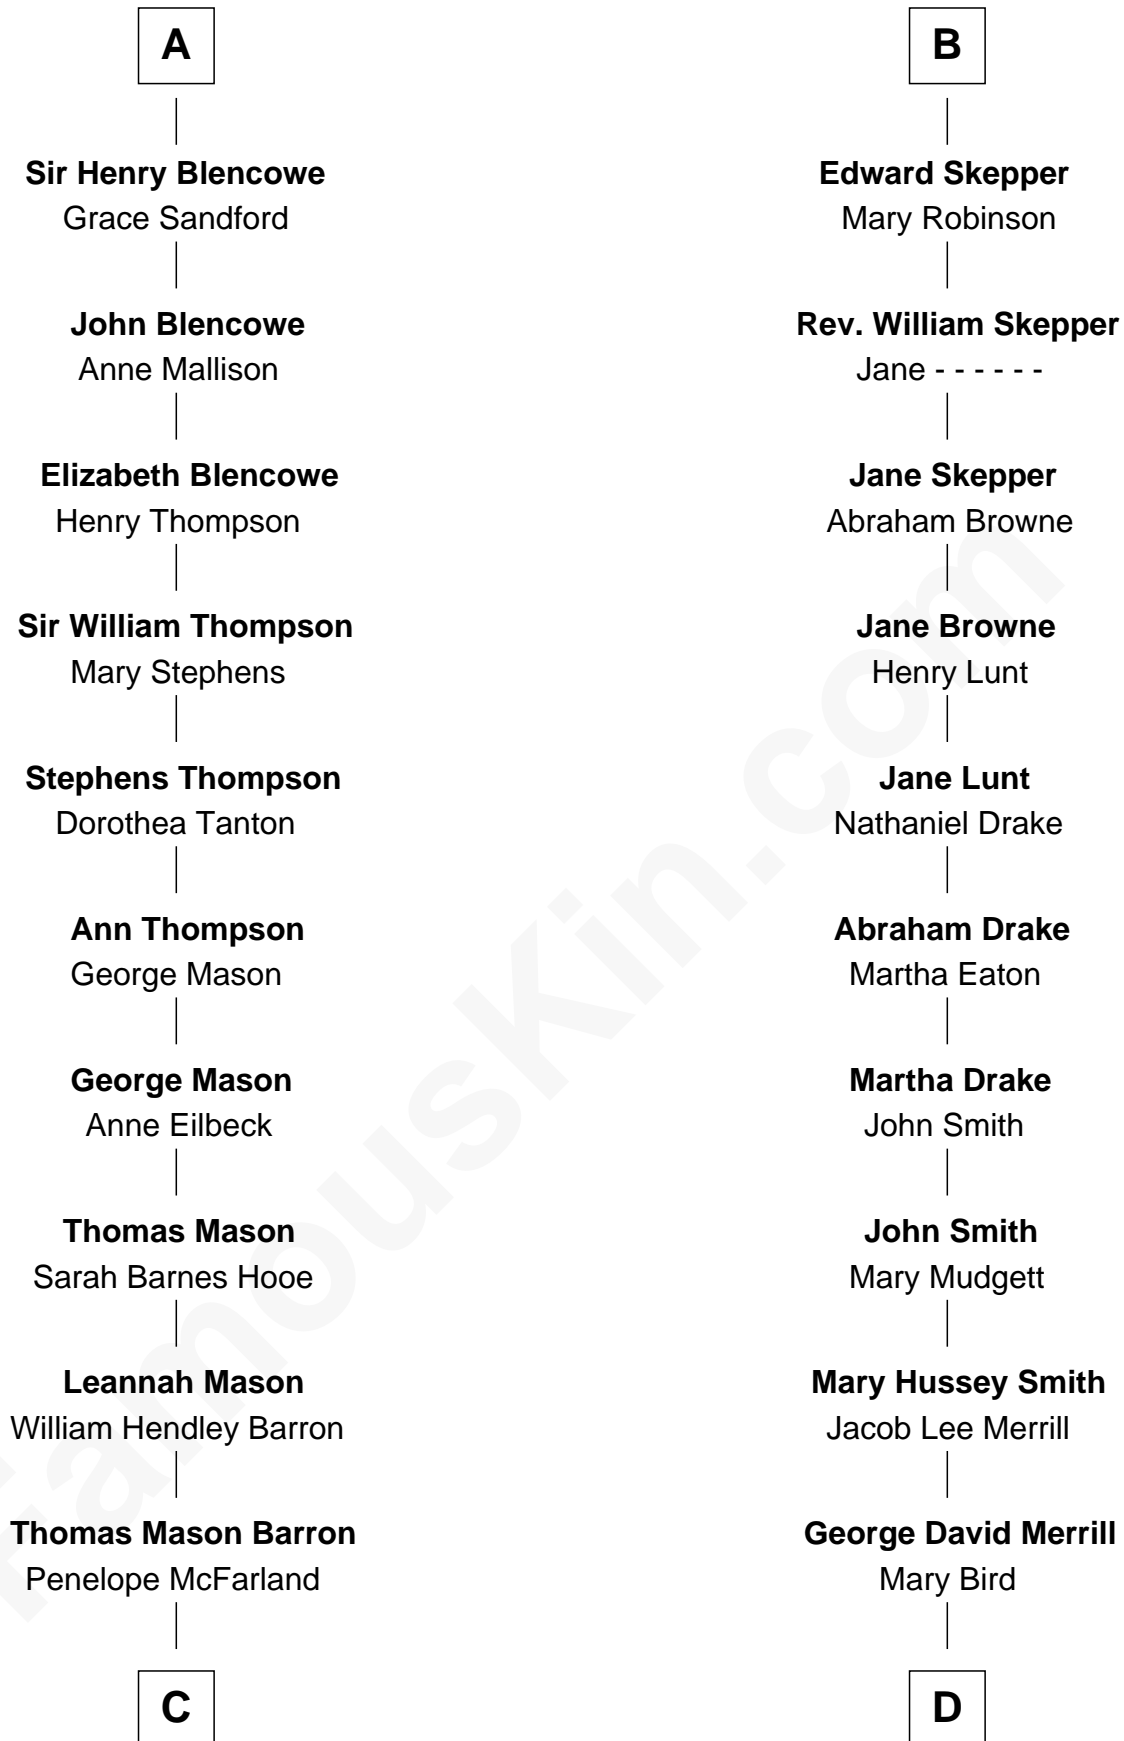 A
Sir Henry Blencowe
Grace Sandford
John Blencowe
Anne Mallison
Elizabeth Blencowe
Henry Thompson
Sir William Thompson
Mary Stephens
Stephens Thompson
Dorothea Tanton
Ann Thompson
George Mason
George Mason
Anne Eilbeck
Thomas Mason
Sarah Barnes Hooe
Leannah Mason
William Hendley Barron
Thomas Mason Barron
Penelope McFarland
C
B
Edward Skepper
Mary Robinson
Rev. William Skepper
Jane - - - - - -
Jane Skepper
Abraham Browne
Jane Browne
Henry Lunt
Jane Lunt
Nathaniel Drake
Abraham Drake
Martha Eaton
Martha Drake
John Smith
John Smith
Mary Mudgett
Mary Hussey Smith
Jacob Lee Merrill
George David Merrill
Mary Bird
D
FamousKin.com